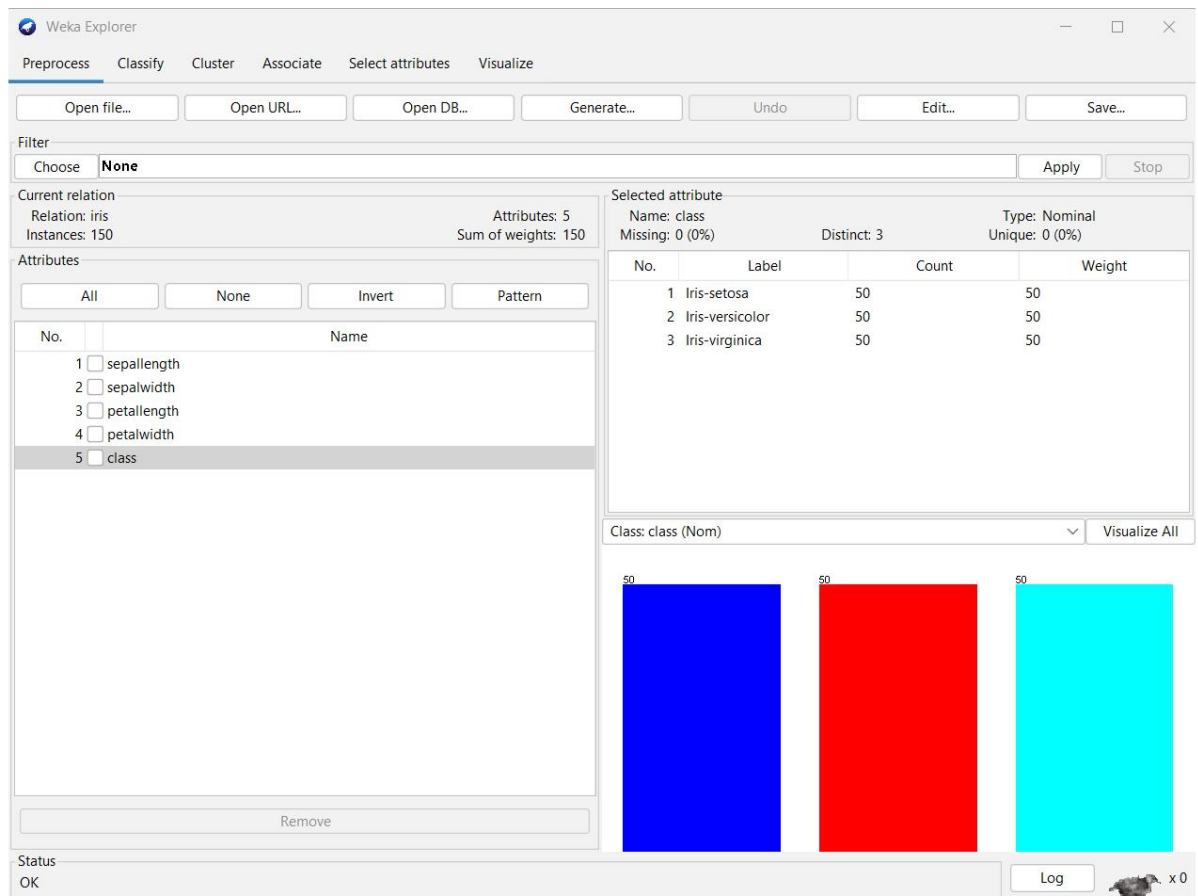 Weka Explorer
Preprocess Classify Cluster Associate Select attributes Visualize
Open file... Open URL... Open DB... Generate... Undo Edit... Save...
Filter
Choose None Apply Stop
Current relation
Relation: iris Attributes: 5
Instances: 150 Sum of weights: 150
Attributes
All None Invert Pattern
No. Name
1 sepallength
2 sepalwidth
3 petallength
4 petalwidth
5 class
Remove
Selected attribute
Name: class Type: Nominal
Missing: 0 (0%) Distinct: 3 Unique: 0 (0%)
No. Label Count Weight
1 Iris-setosa 50 50
2 Iris-versicolor 50 50
3 Iris-virginica 50 50
Class: class (Nom) Visualize All
50 50 50
Status
OK
Log x 0